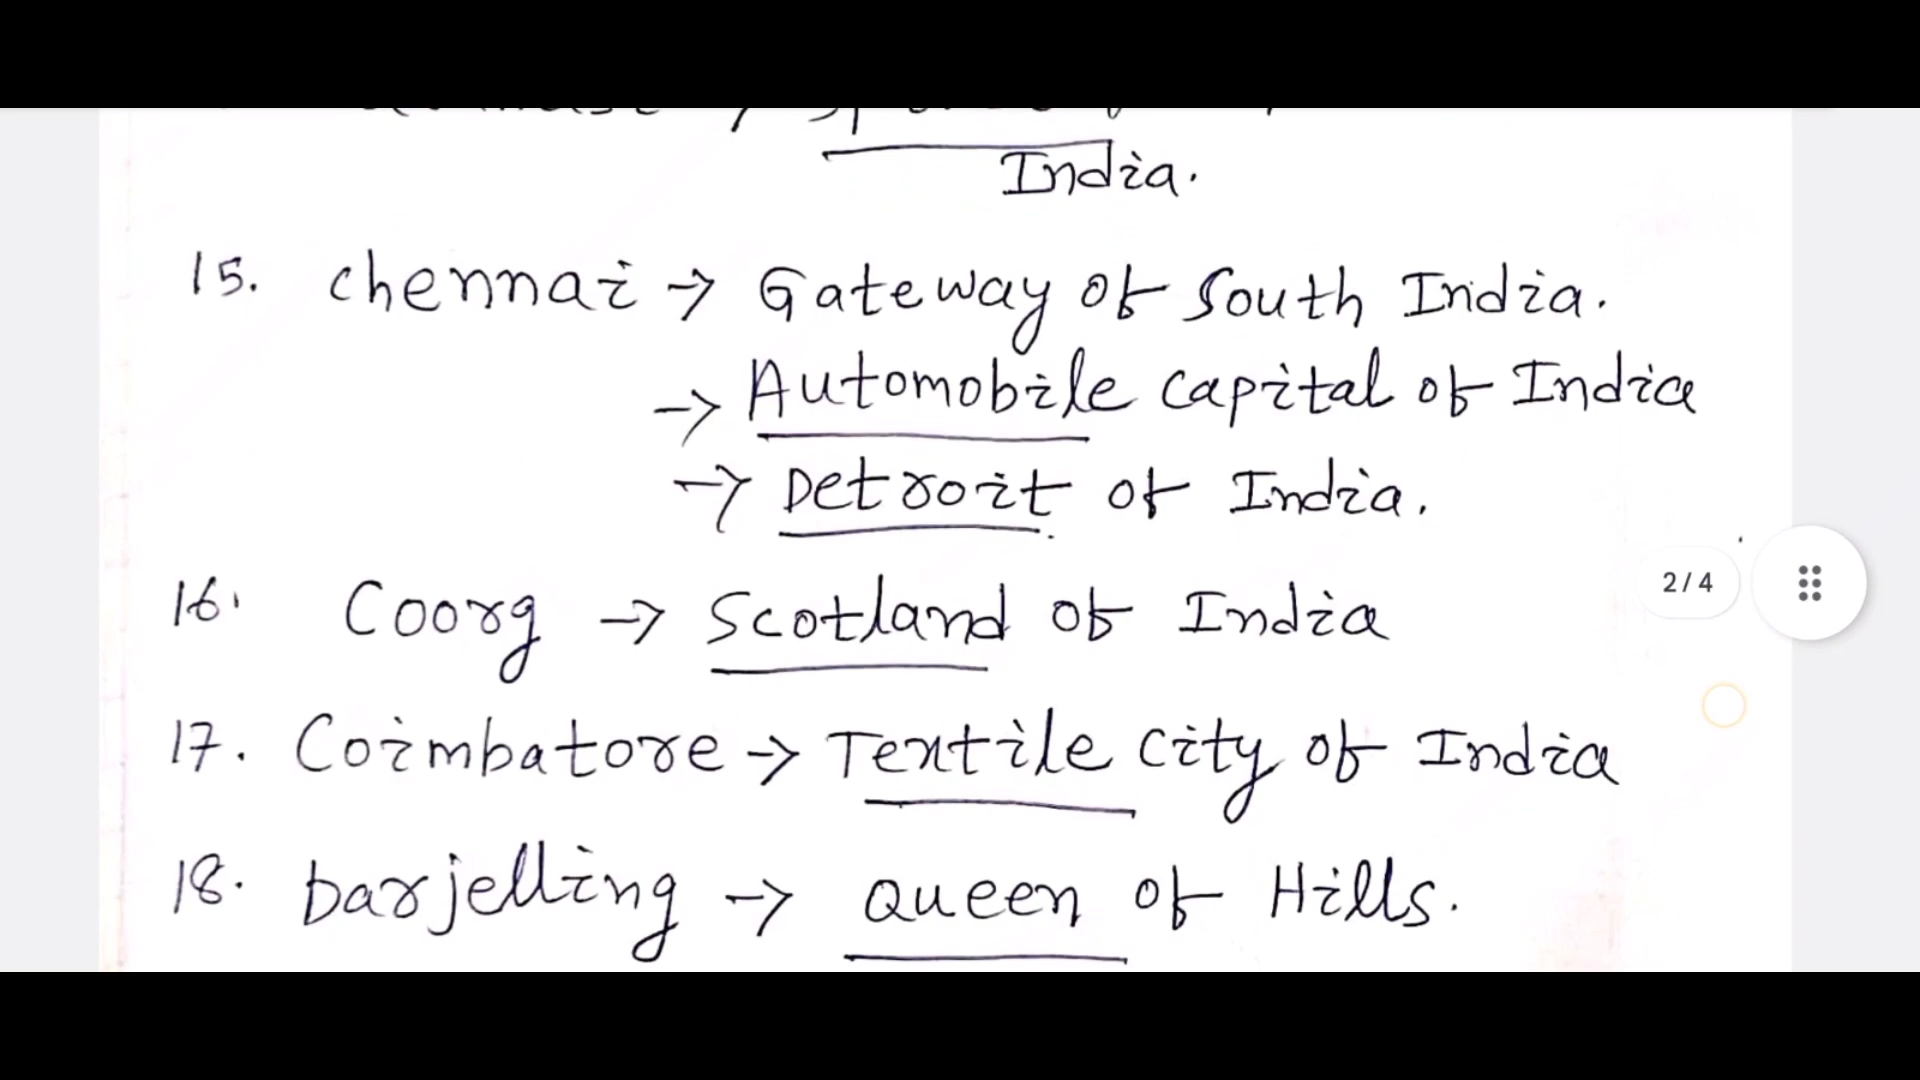 India.
15. Chennai → Gateway of South India.
→ Automobile capital of India
→ Detroit of India.
16. Coorg → Scotland of India
2/4
17. Coimbatore → Textile city of India
18. Darjelling → Queen of Hills.